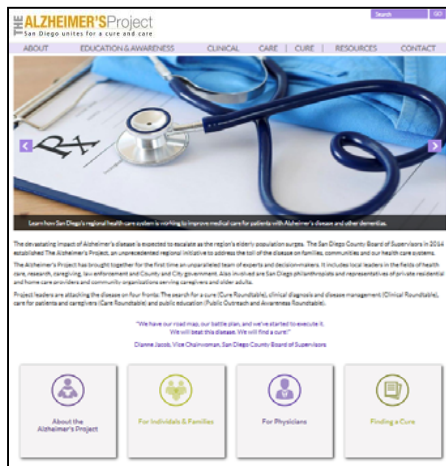 THE ALZHEIMER'SProject
San Diego unites for a cure and care.
Search GO
ABOUT EDUCATION & AWARENESS CLINICAL CARE | CURE | RESOURCES CONTACT
Rx
Learn how San Diego's regional health care system is working to improve medical care for patients with Alzheimer's disease and other dementias.
The devastating impact of Alzheimer's disease is expected to escalate as the region's elderly population surges. The San Diego County Board of Supervisors in 2014
established The Alzheimer's Project, an unprecedented regional initiative to address the toll of the disease on families, communities and our health care systems.
The Alzheimer's Project has brought together for the first time an unparalleled team of experts and decision-makers. It includes local leaders in the fields of health
care, research, caregiving, law enforcement and County and City government. Also involved are San Diego philanthropists and representatives of private residential
and home care providers and community organizations serving caregivers and older adults.
Project leaders are attacking the disease on four fronts: The search for a cure (Cure Roundtable), clinical diagnosis and disease management (Clinical Roundtable),
care for patients and caregivers (Care Roundtable) and public education (Public Outreach and Awareness Roundtable).
"We have our road map, our battle plan, and we've started to execute it.
We will beat this disease. We will find a cure!"
Dianne Jacob, Vice Chairwoman, San Diego County Board of Supervisors
About the
Alzheimer's Project
For Individuals & Families
For Physicians
Finding a Cure